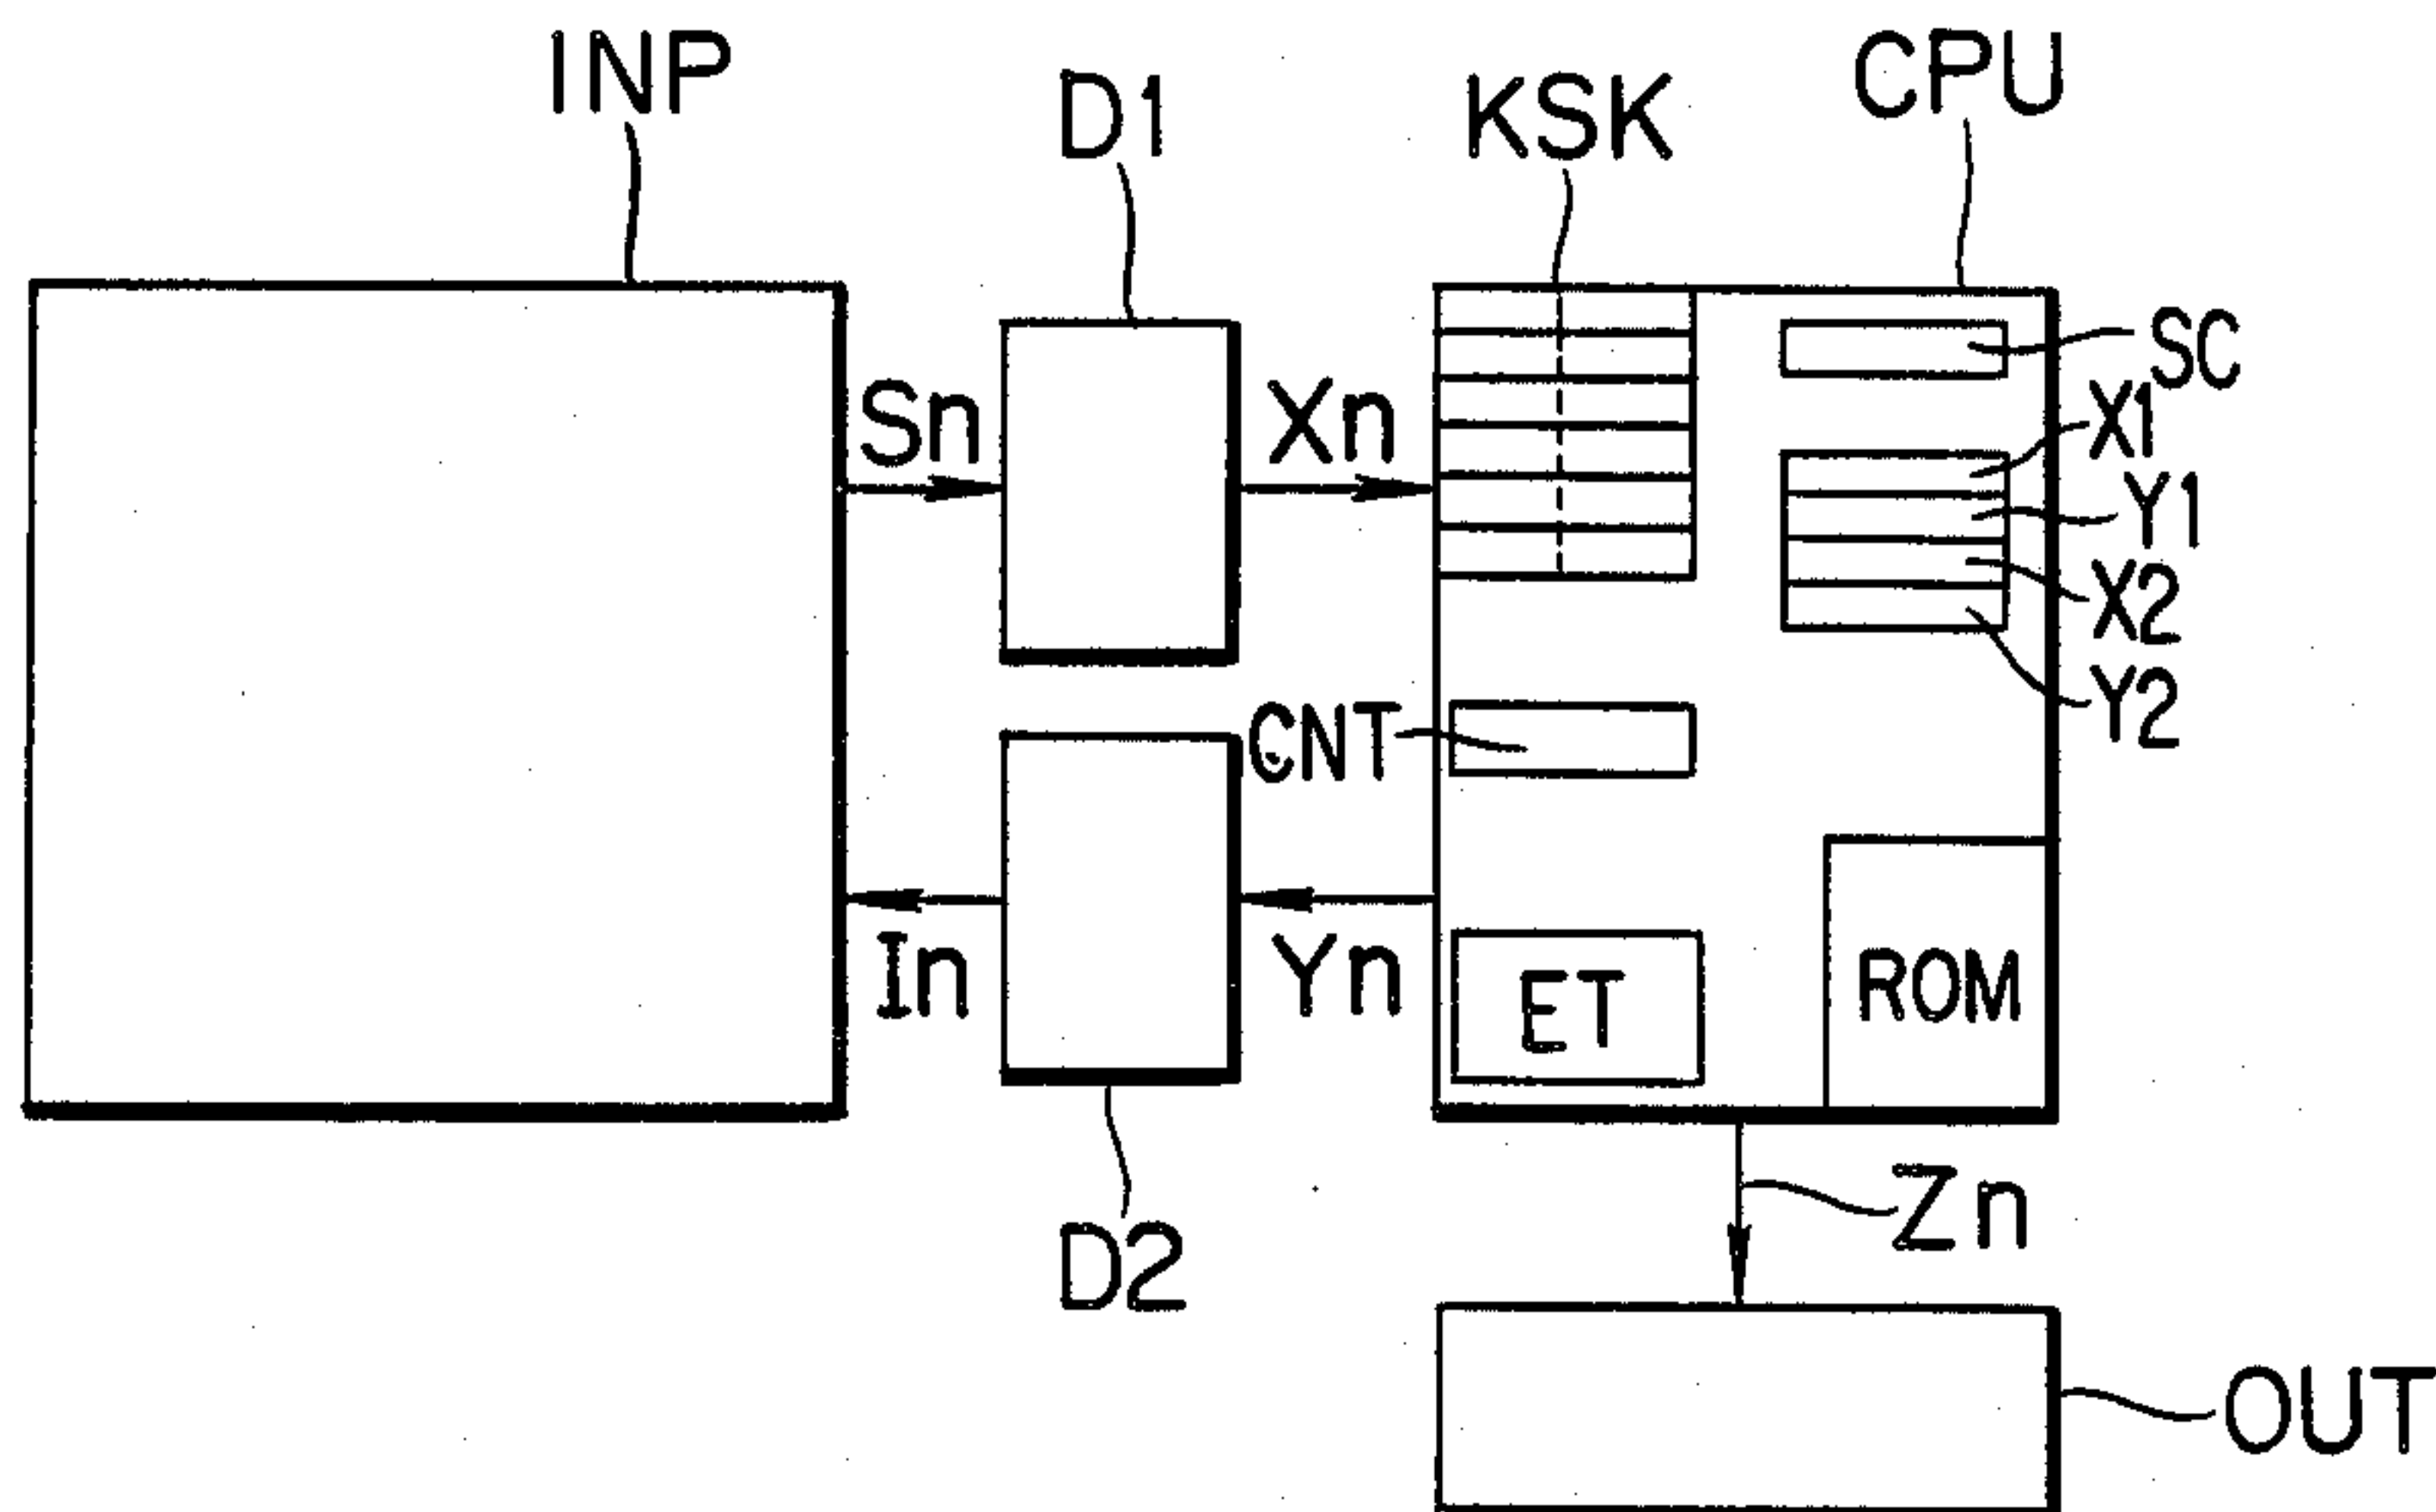 INP
D1
KSK
CPU
SC
Sn
Xn
X1
Y1
X2
Y2
CNT
In
Yn
ET
ROM
Zn
D2
OUT